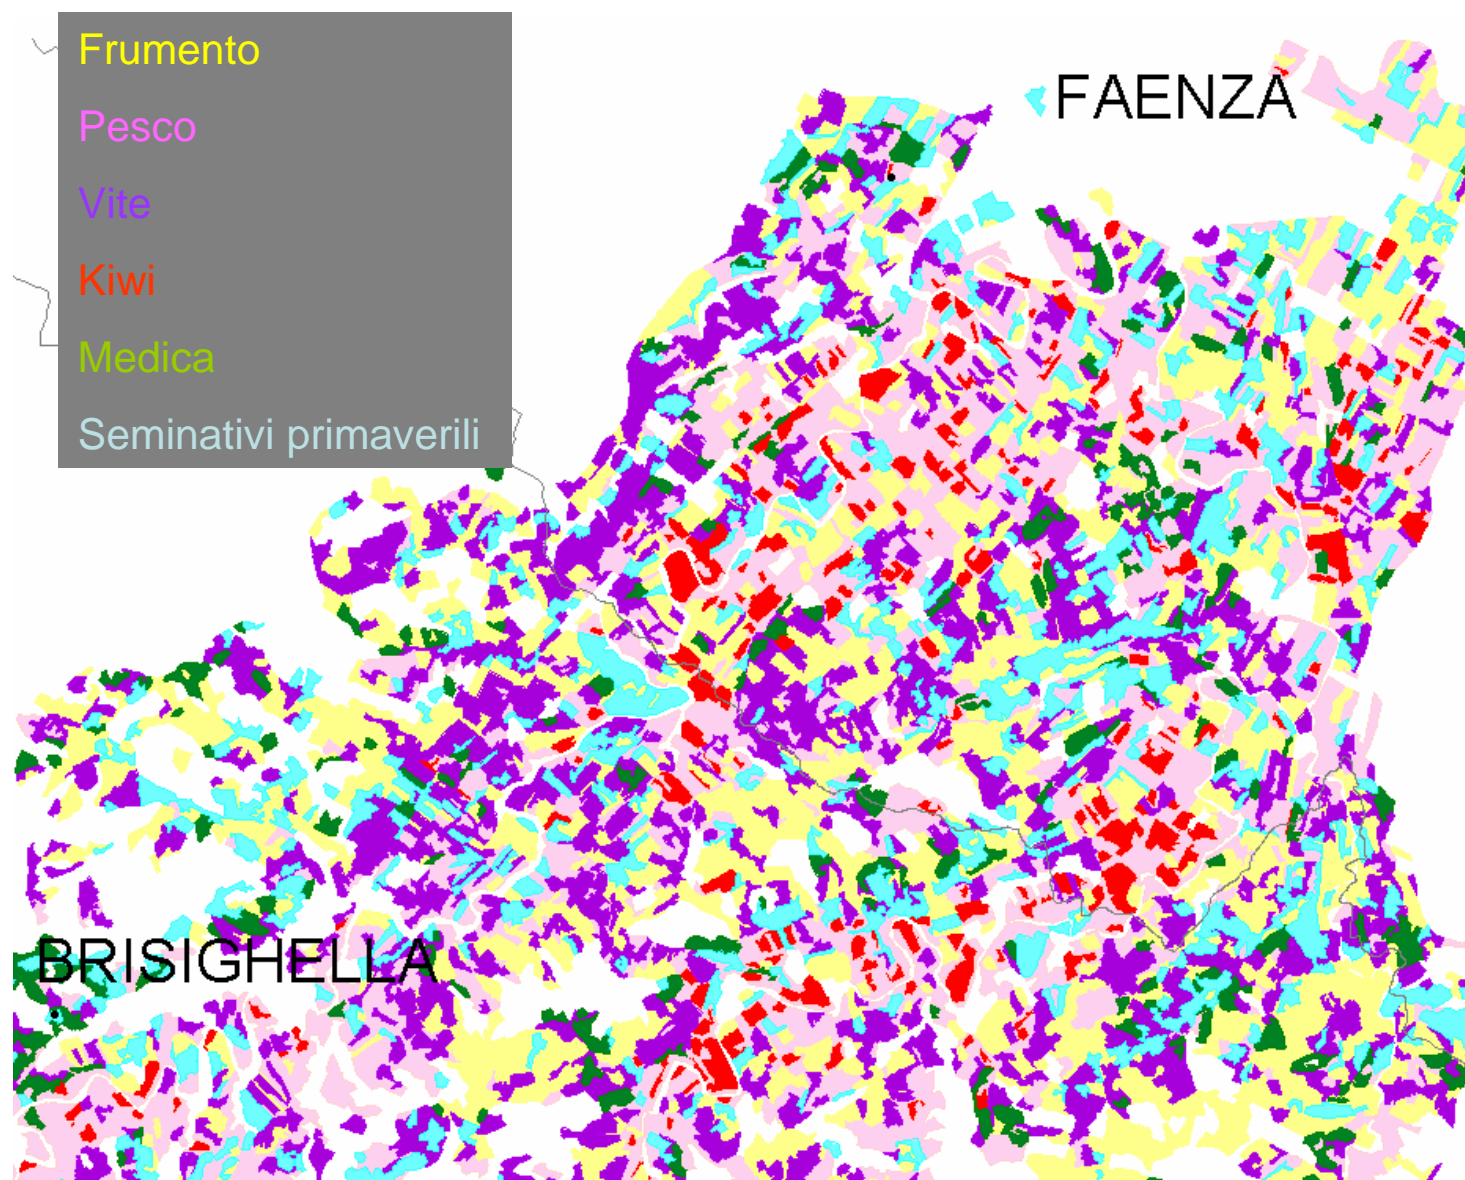 Frumento
FAENZA
Pesco
Vite
Kiwi
Medica
Seminativi primaverili
BRISIGHELLA